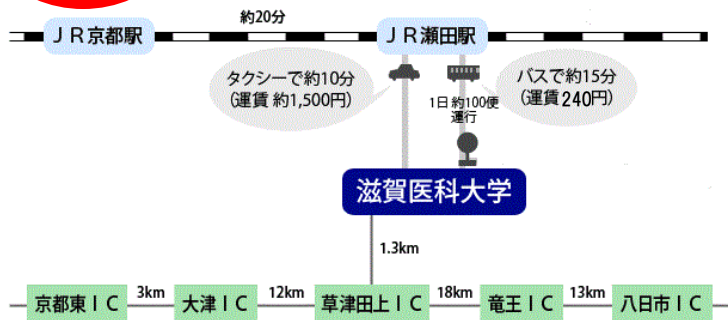 約20分
JR京都駅
JR瀬田駅
タクシーで約10分
(運賃 約1,500円)
1日 約100便
運行
バスで約15分
(運賃240円)
滋賀医科大学
1.3km
京都東IC
3km
大津IC
12km
草津田上IC
18km
竜王IC
13km
八日市IC